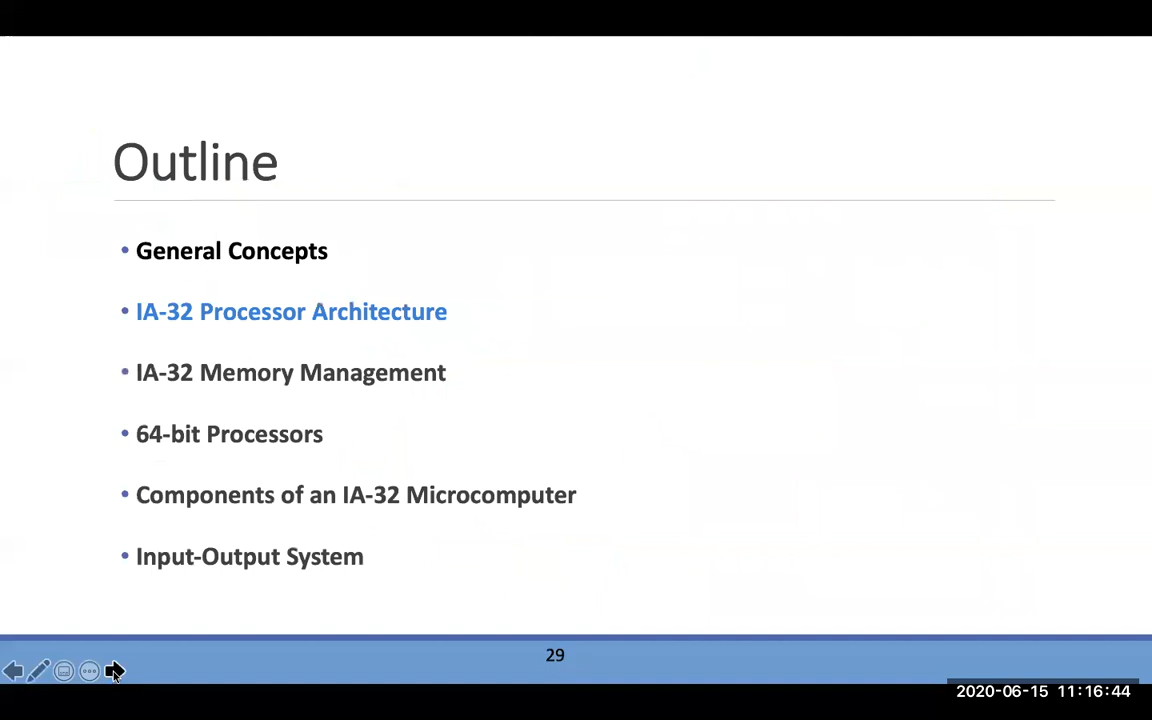 Outline
• General Concepts
• IA-32 Processor Architecture
• IA-32 Memory Management
• 64-bit Processors
• Components of an IA-32 Microcomputer
• Input-Output System
29
2020-06-15 11:16:44